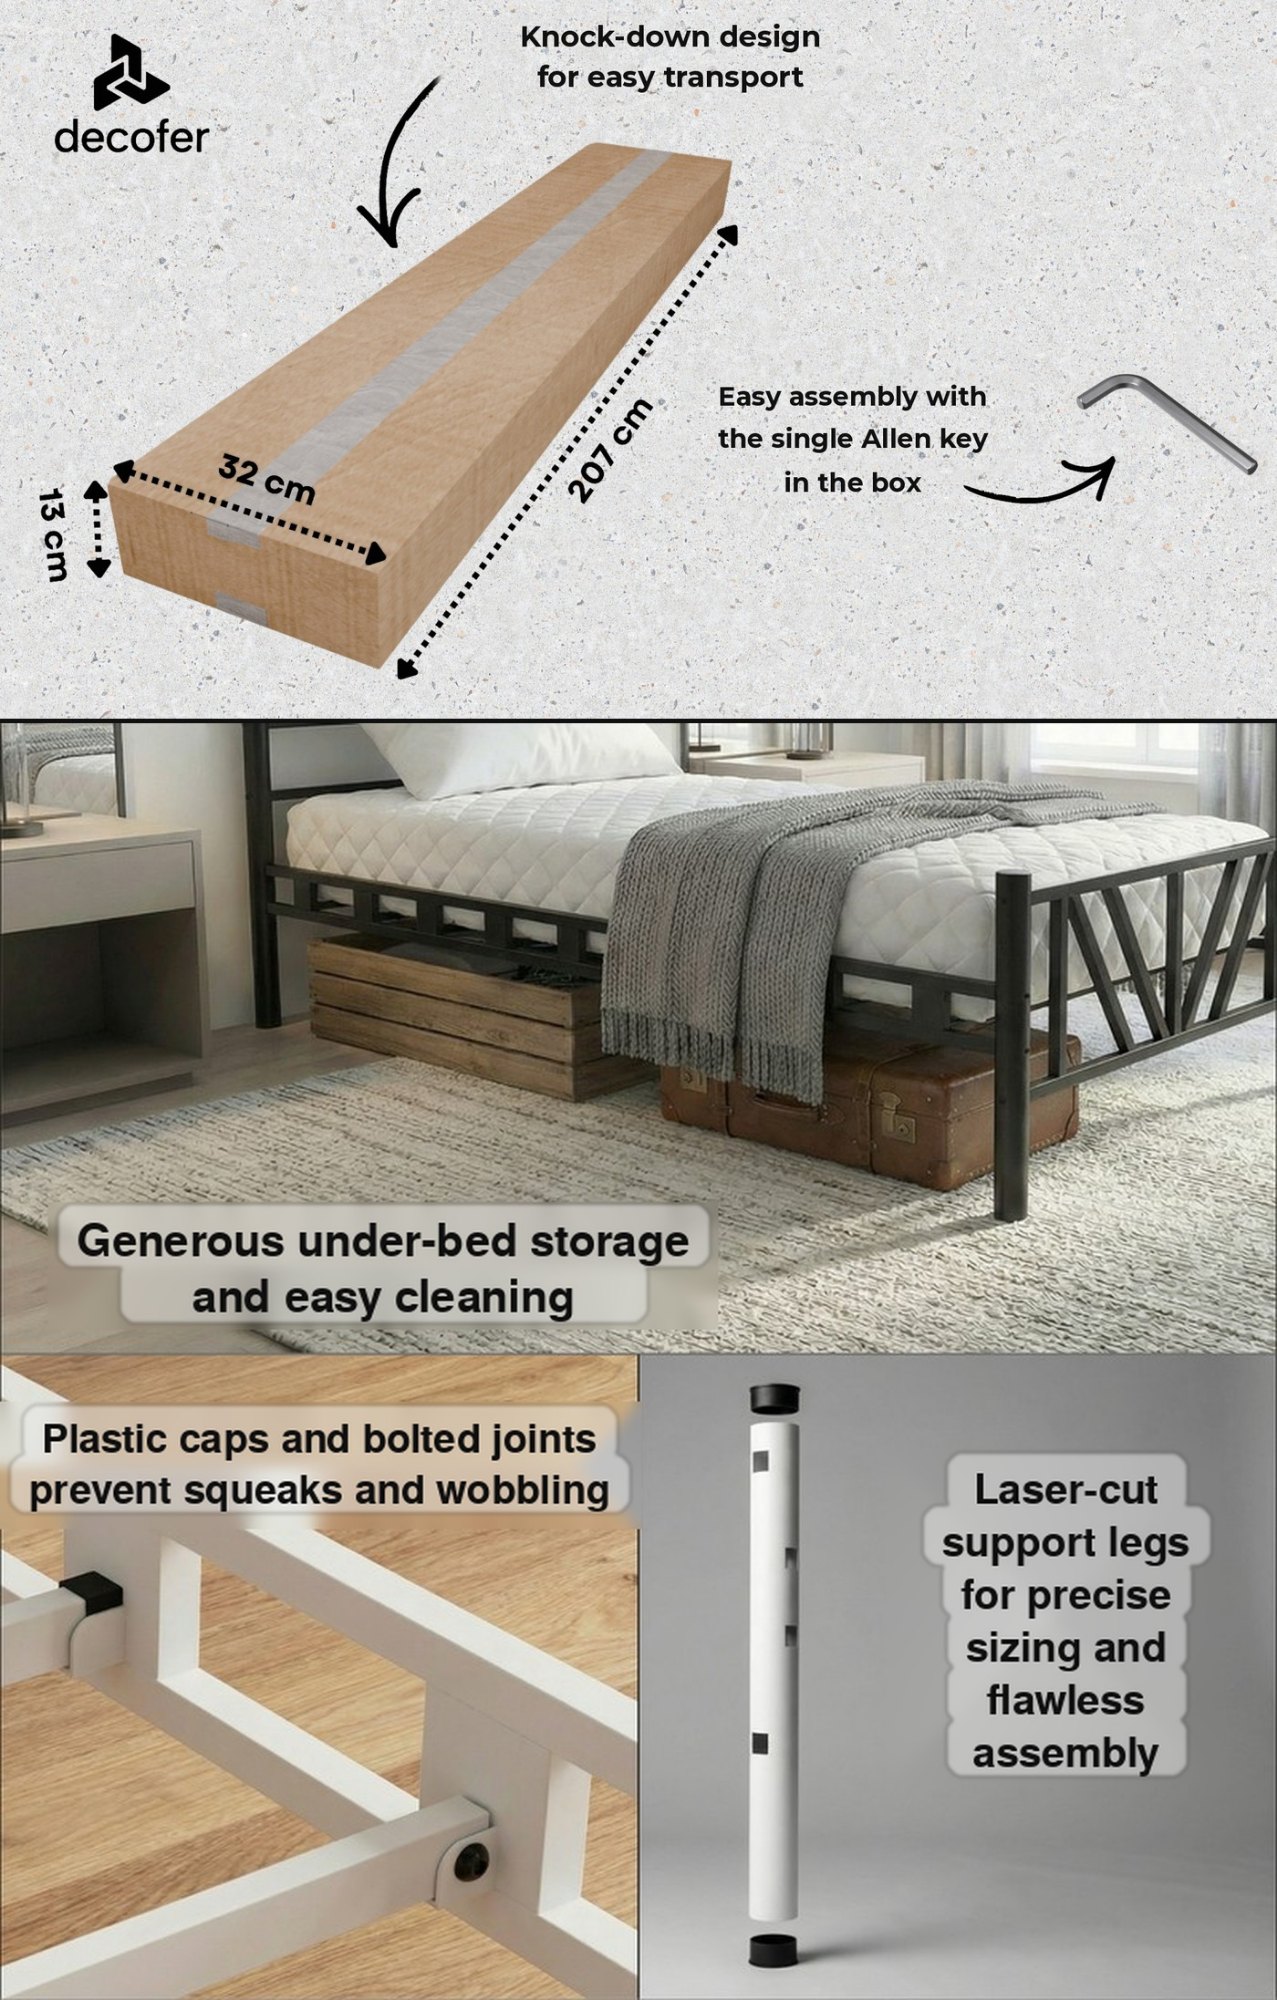 decofer
Knock-down design
for easy transport
32 cm
13 cm
207 cm
Easy assembly with
the single Allen key
in the box
Generous under-bed storage
and easy cleaning
Plastic caps and bolted joints
prevent squeaks and wobbling
Laser-cut
support legs
for precise
sizing and
flawless
assembly